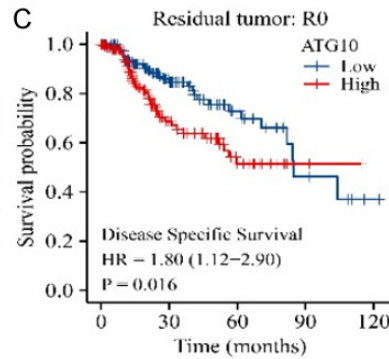 C
Residual tumor: R0
ATG10
Low
High
Survival probability
1.0
0.8
0.6
0.4
0.2
0.0
Disease Specific Survival
HR = 1.80 (1.12−2.90)
P = 0.016
0 30 60 90 120
Time (months)